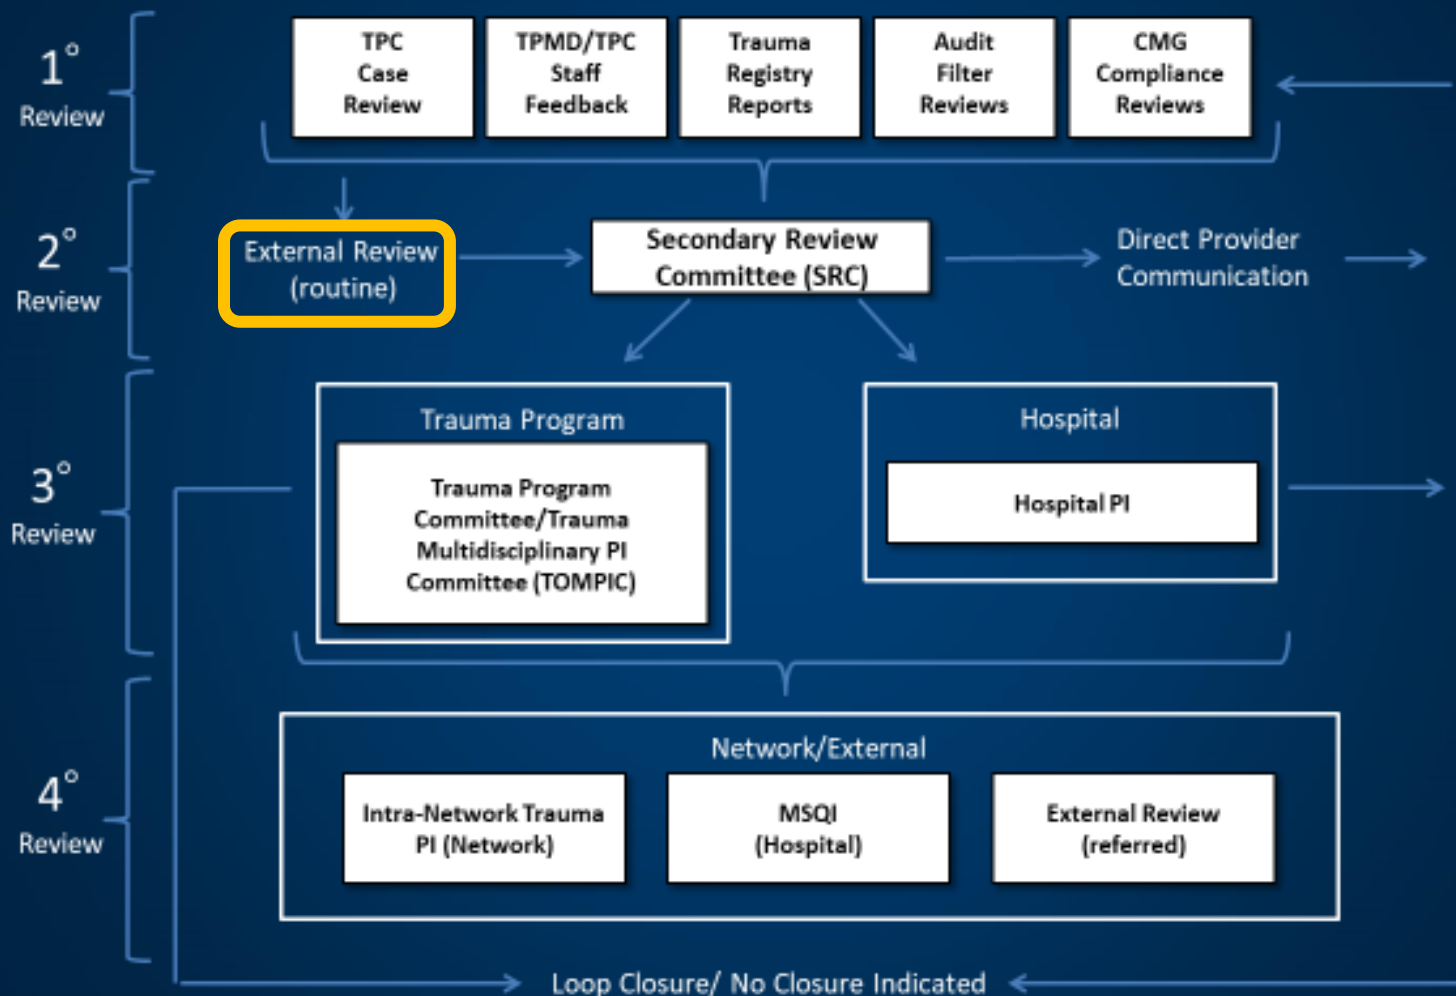 1°
Review
TPC
Case
Review
TPMD/TPC
Staff
Feedback
Trauma
Registry
Reports
Audit
Filter
Reviews
CMG
Compliance
Reviews
2°
Review
External Review
(routine)
Secondary Review
Committee (SRC)
Direct Provider
Communication
3°
Review
Trauma Program
Trauma Program
Committee/Trauma
Multidisciplinary PI
Committee (TOMPIC)
Hospital
Hospital PI
4°
Review
Network/External
Intra-Network Trauma
PI (Network)
MSQI
(Hospital)
External Review
(referred)
Loop Closure/ No Closure Indicated